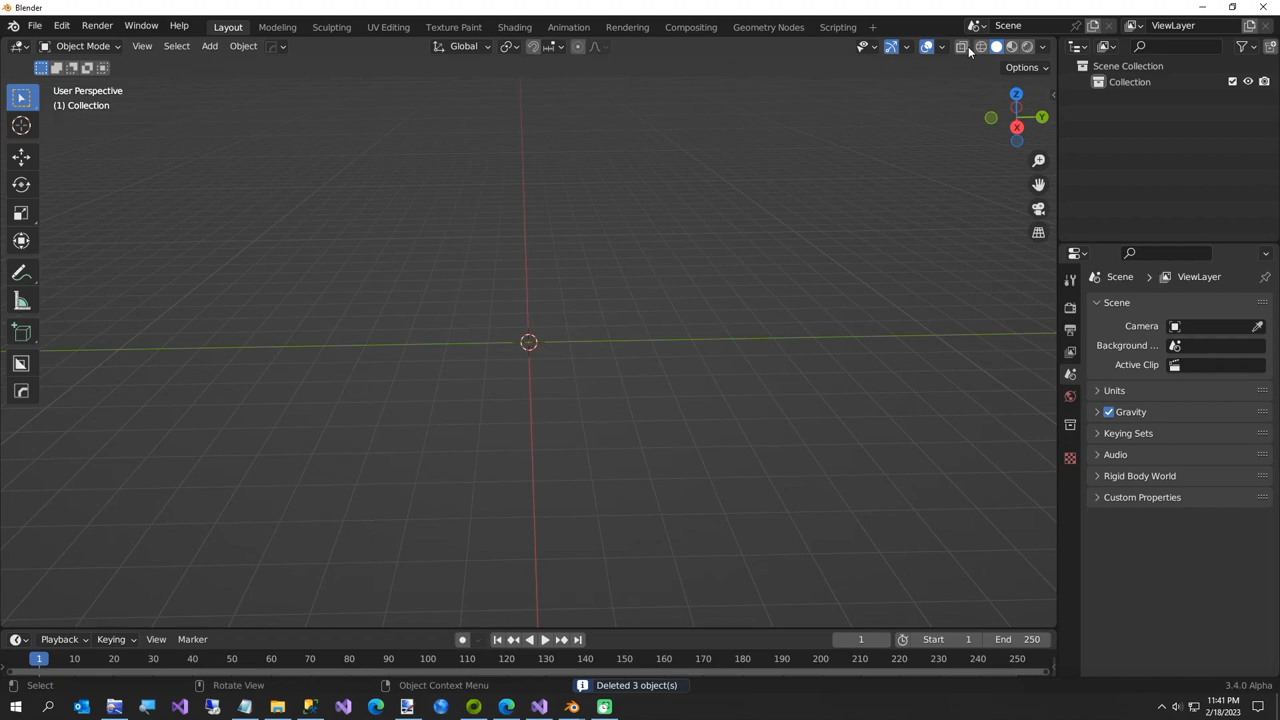 Blender
File Edit Render Window Help Layout Modeling Sculpting UV Editing Texture Paint Shading Animation Rendering Compositing Geometry Nodes Scripting Scene ViewLayer
Object Mode View Select Add Object Global
Options
User Perspective
(1) Collection
Z
Y
X
Scene Collection
Collection
Scene ViewLayer
Scene
Camera
Background ...
Active Clip
Units
Gravity
Keying Sets
Audio
Rigid Body World
Custom Properties
Playback Keying View Marker 1 Start 1 End 250
1 10 20 30 40 50 60 70 80 90 100 110 120 130 140 150 160 170 180 190 200 210 220 230 240 250
Select Rotate View Object Context Menu Deleted 3 object(s) 3.4.0 Alpha
11:41 PM
2/18/2023